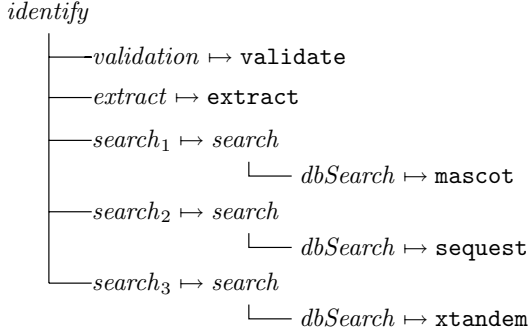 identify
validation ↦ validate
extract ↦ extract
search₁ ↦ search
dbSearch ↦ mascot
search₂ ↦ search
dbSearch ↦ sequest
search₃ ↦ search
dbSearch ↦ xtandem